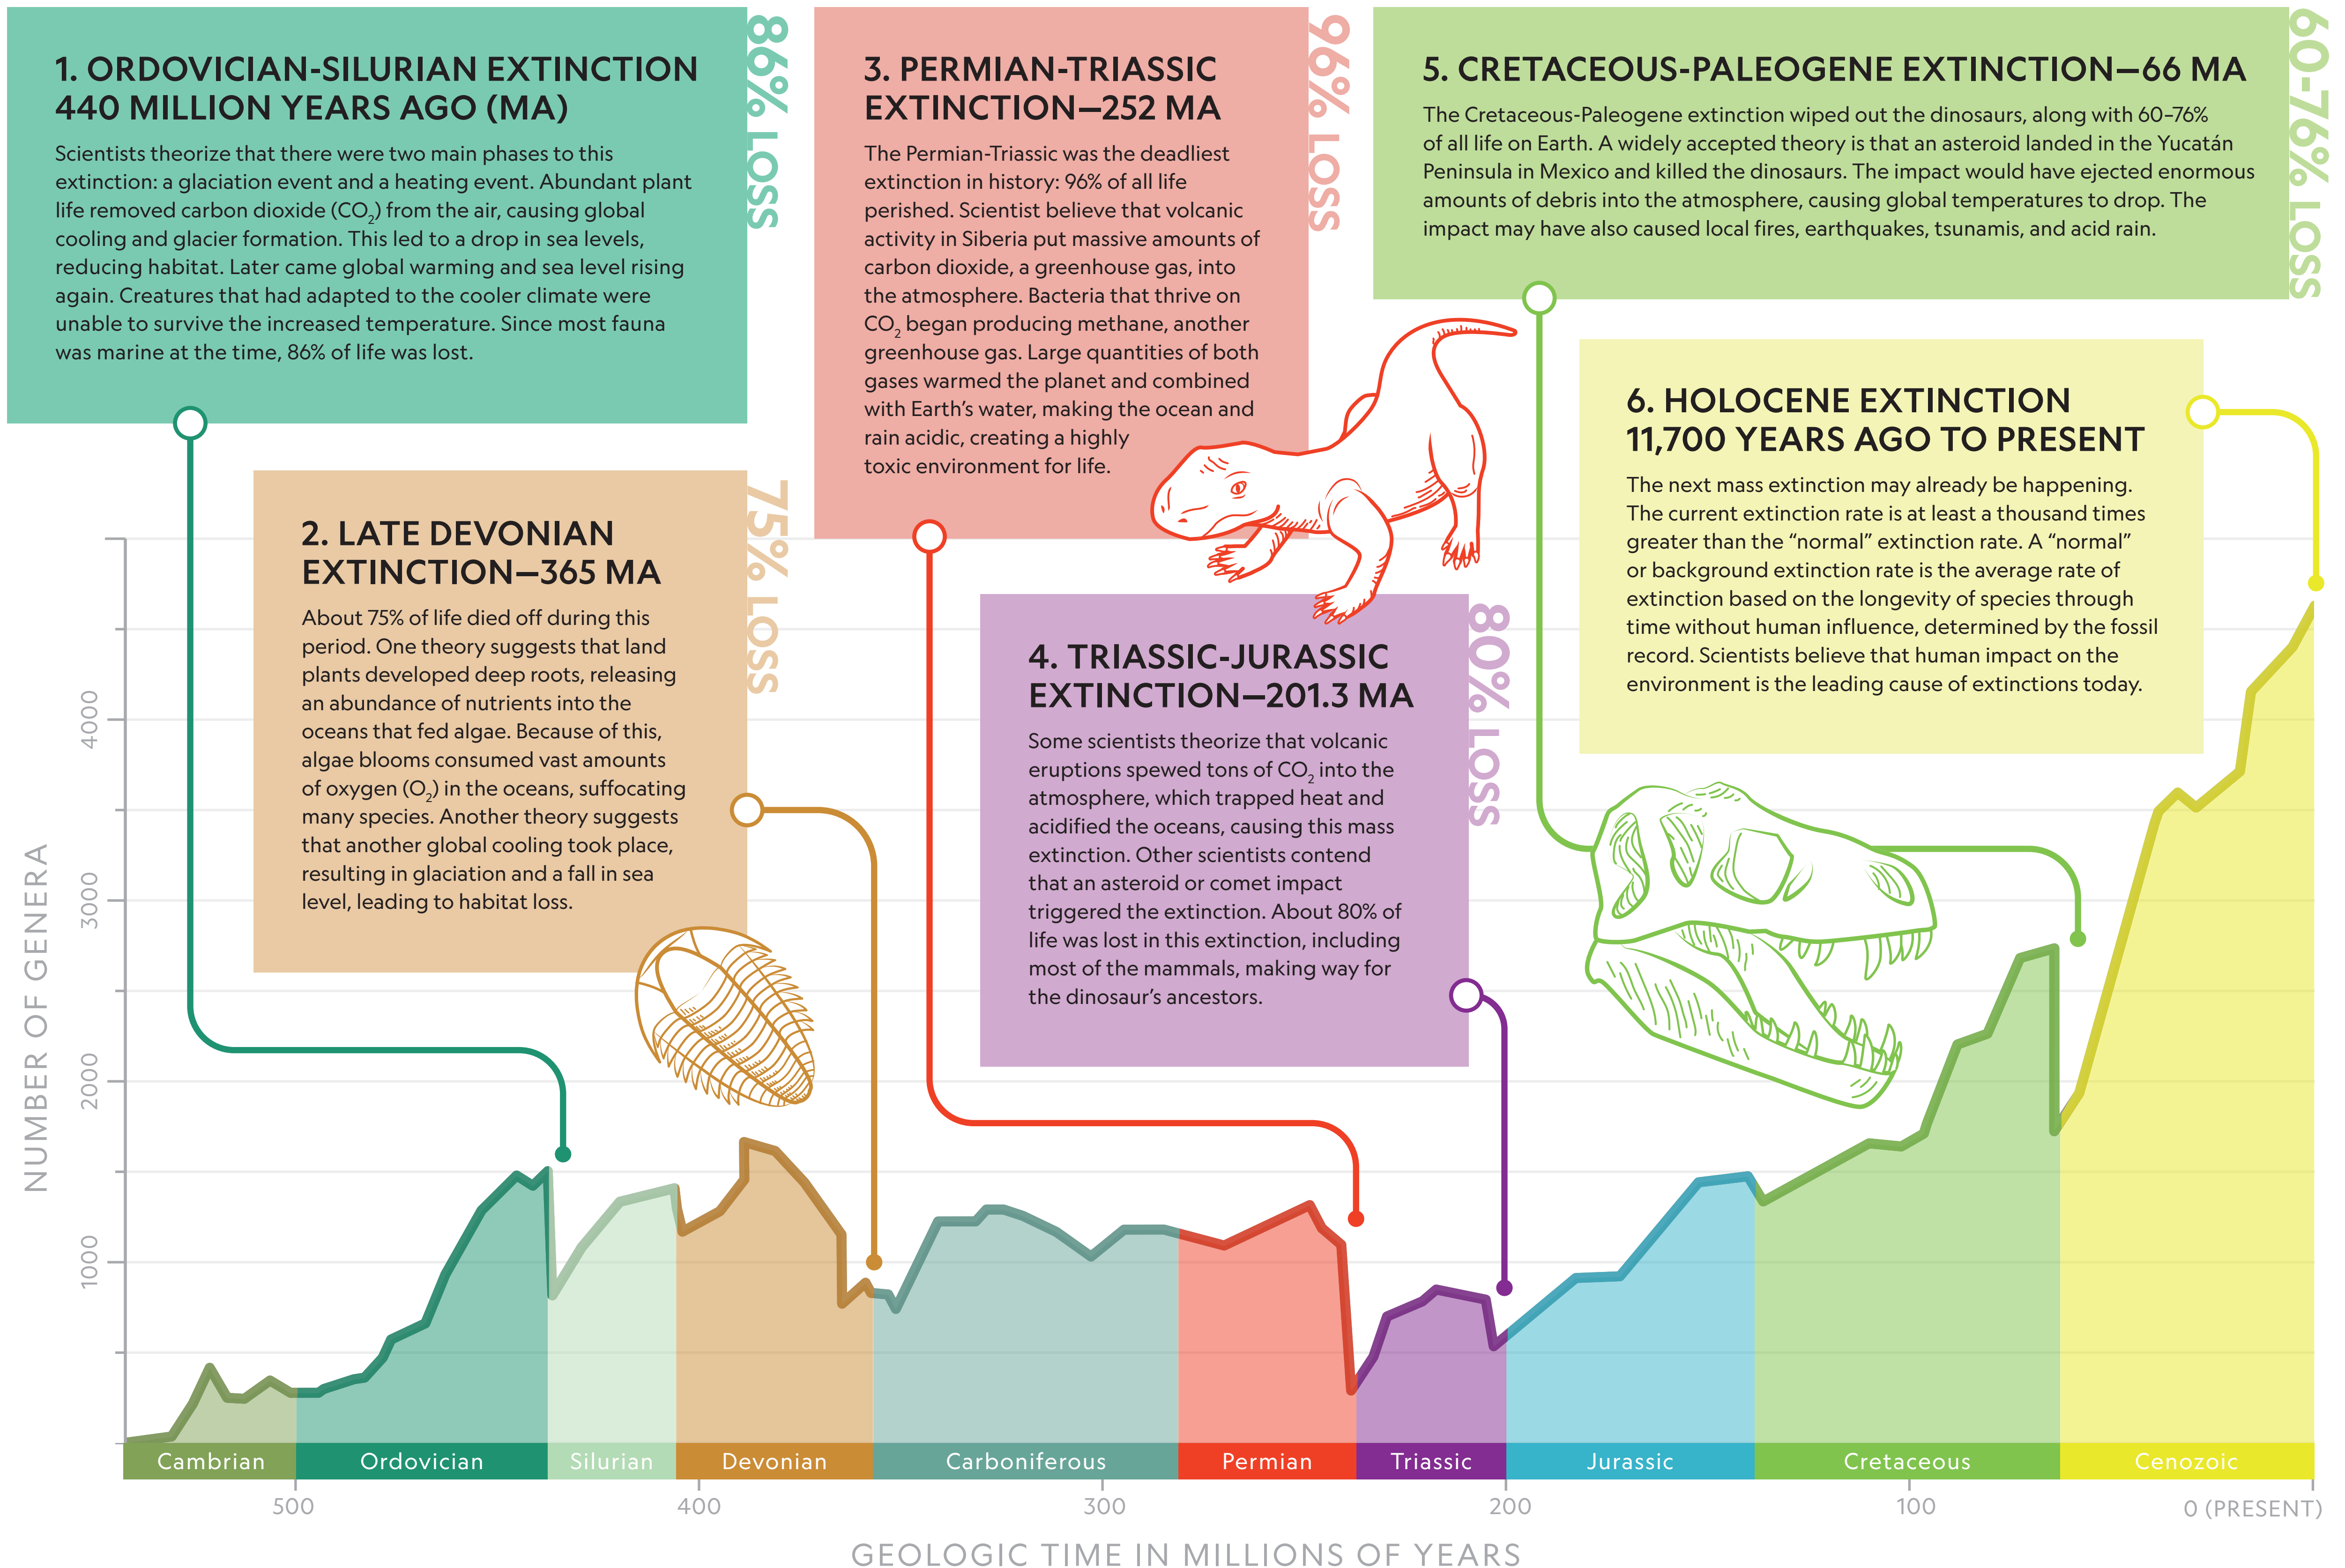 1. ORDOVICIAN-SILURIAN EXTINCTION
440 MILLION YEARS AGO (MA)
Scientists theorize that there were two main phases to this
extinction: a glaciation event and a heating event. Abundant plant
life removed carbon dioxide (CO₂) from the air, causing global
cooling and glacier formation. This led to a drop in sea levels,
reducing habitat. Later came global warming and sea level rising
again. Creatures that had adapted to the cooler climate were
unable to survive the increased temperature. Since most fauna
was marine at the time, 86% of life was lost.
86% LOSS
2. LATE DEVONIAN
EXTINCTION—365 MA
About 75% of life died off during this
period. One theory suggests that land
plants developed deep roots, releasing
an abundance of nutrients into the
oceans that fed algae. Because of this,
algae blooms consumed vast amounts
of oxygen (O₂) in the oceans, suffocating
many species. Another theory suggests
that another global cooling took place,
resulting in glaciation and a fall in sea
level, leading to habitat loss.
75% LOSS
3. PERMIAN-TRIASSIC
EXTINCTION—252 MA
The Permian-Triassic was the deadliest
extinction in history: 96% of all life
perished. Scientist believe that volcanic
activity in Siberia put massive amounts of
carbon dioxide, a greenhouse gas, into
the atmosphere. Bacteria that thrive on
CO₂ began producing methane, another
greenhouse gas. Large quantities of both
gases warmed the planet and combined
with Earth's water, making the ocean and
rain acidic, creating a highly
toxic environment for life.
96% LOSS
4. TRIASSIC-JURASSIC
EXTINCTION—201.3 MA
Some scientists theorize that volcanic
eruptions spewed tons of CO₂ into the
atmosphere, which trapped heat and
acidified the oceans, causing this mass
extinction. Other scientists contend
that an asteroid or comet impact
triggered the extinction. About 80% of
life was lost in this extinction, including
most of the mammals, making way for
the dinosaur's ancestors.
80% LOSS
5. CRETACEOUS-PALEOGENE EXTINCTION—66 MA
The Cretaceous-Paleogene extinction wiped out the dinosaurs, along with 60–76%
of all life on Earth. A widely accepted theory is that an asteroid landed in the Yucatán
Peninsula in Mexico and killed the dinosaurs. The impact would have ejected enormous
amounts of debris into the atmosphere, causing global temperatures to drop. The
impact may have also caused local fires, earthquakes, tsunamis, and acid rain.
60-76% LOSS
6. HOLOCENE EXTINCTION
11,700 YEARS AGO TO PRESENT
The next mass extinction may already be happening.
The current extinction rate is at least a thousand times
greater than the “normal” extinction rate. A “normal”
or background extinction rate is the average rate of
extinction based on the longevity of species through
time without human influence, determined by the fossil
record. Scientists believe that human impact on the
environment is the leading cause of extinctions today.
NUMBER OF GENERA
4000
3000
2000
1000
Cambrian
Ordovician
Silurian
Devonian
Carboniferous
Permian
Triassic
Jurassic
Cretaceous
Cenozoic
500
400
300
200
100
0 (PRESENT)
GEOLOGIC TIME IN MILLIONS OF YEARS